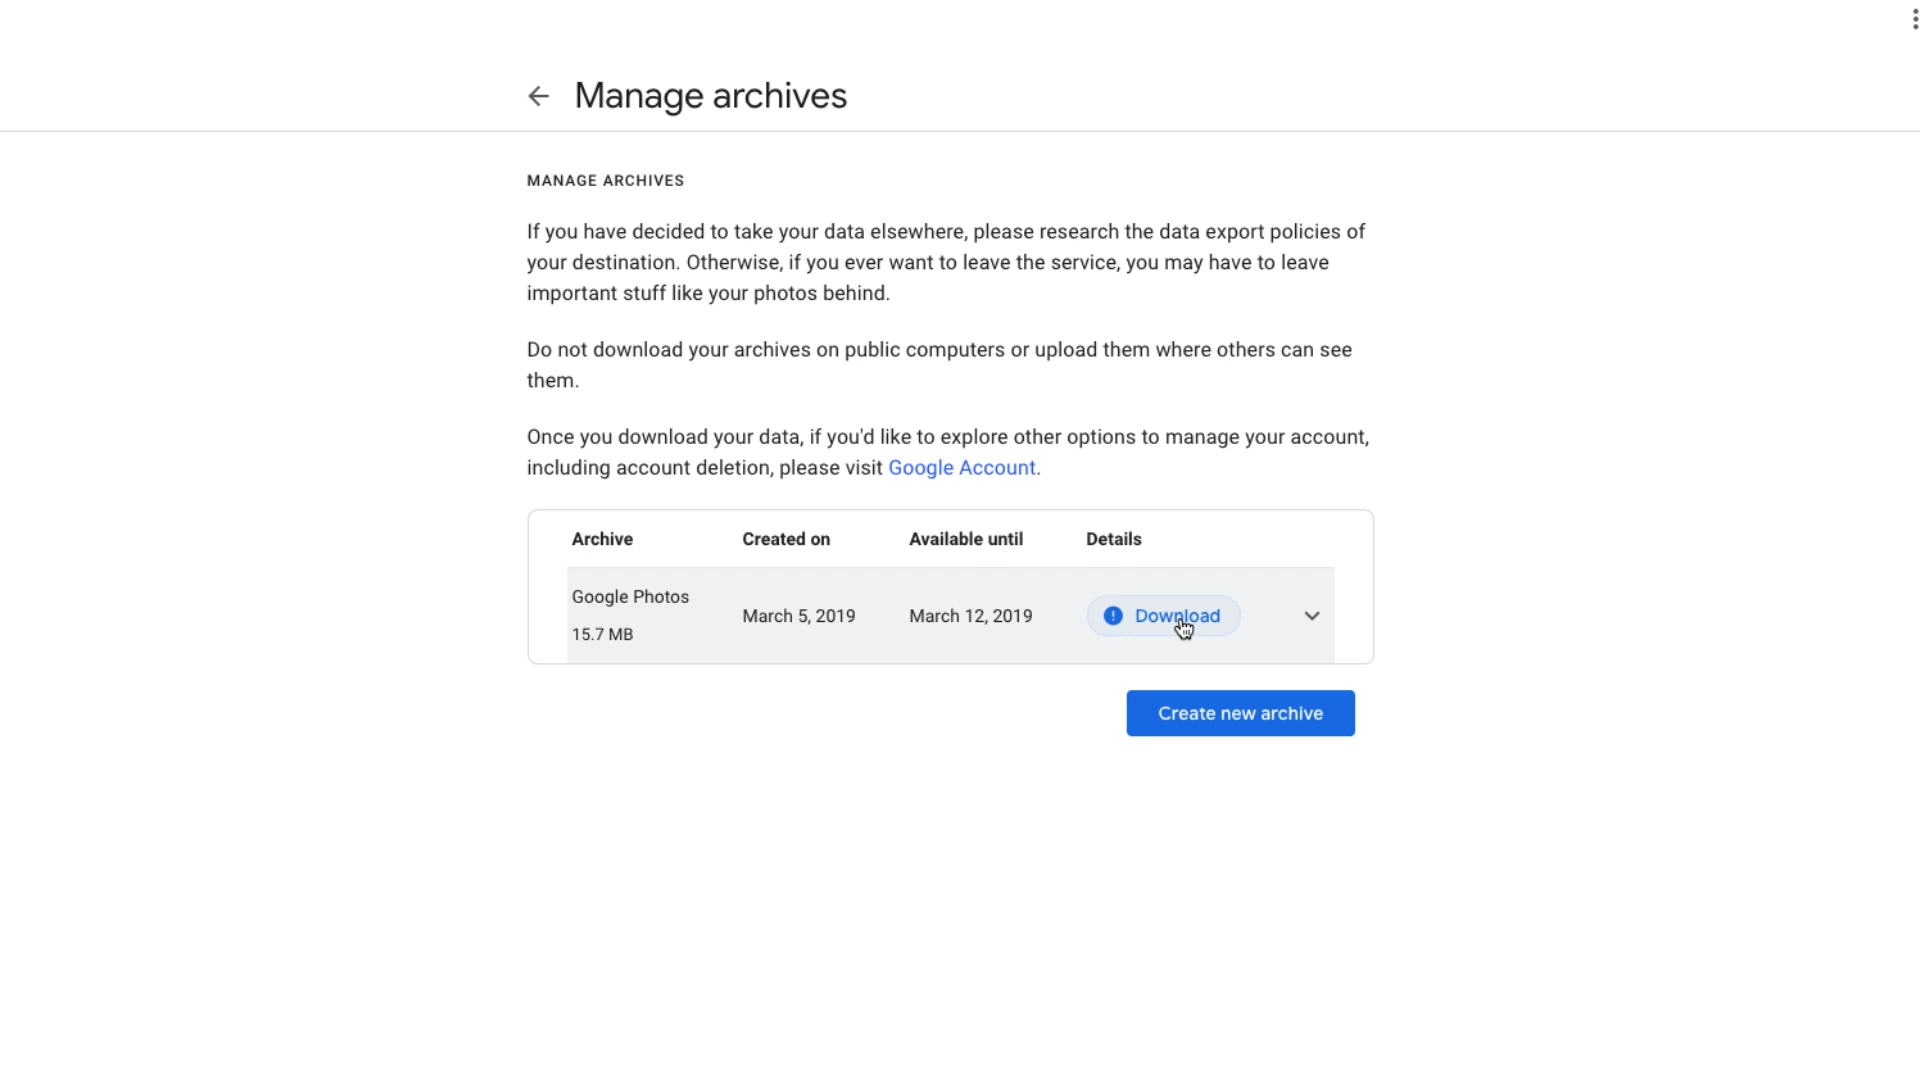 Manage archives
MANAGE ARCHIVES
If you have decided to take your data elsewhere, please research the data export policies of
your destination. Otherwise, if you ever want to leave the service, you may have to leave
important stuff like your photos behind.
Do not download your archives on public computers or upload them where others can see
them.
Once you download your data, if you'd like to explore other options to manage your account,
including account deletion, please visit Google Account.
Archive Created on Available until Details
Google Photos
March 5, 2019 March 12, 2019 Download
15.7 MB
Create new archive